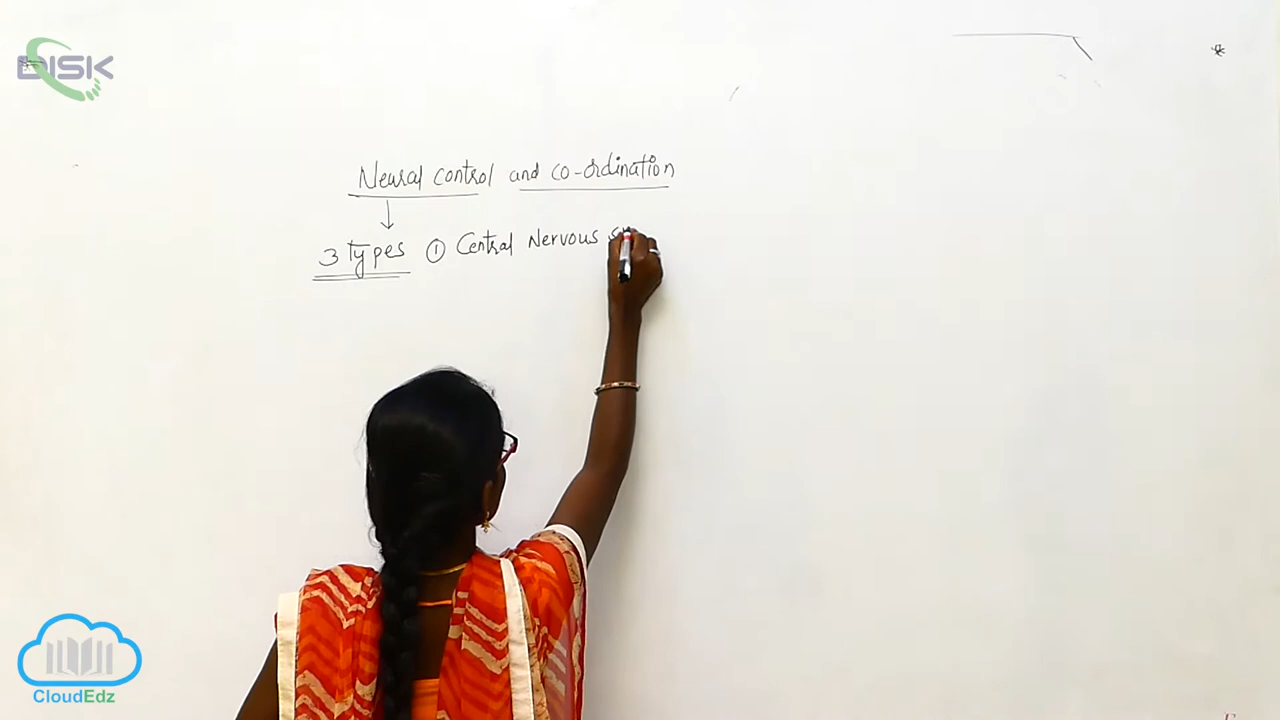 DISK
Neural control and co-ordination
3 types ① Central Nervous
CloudEdz